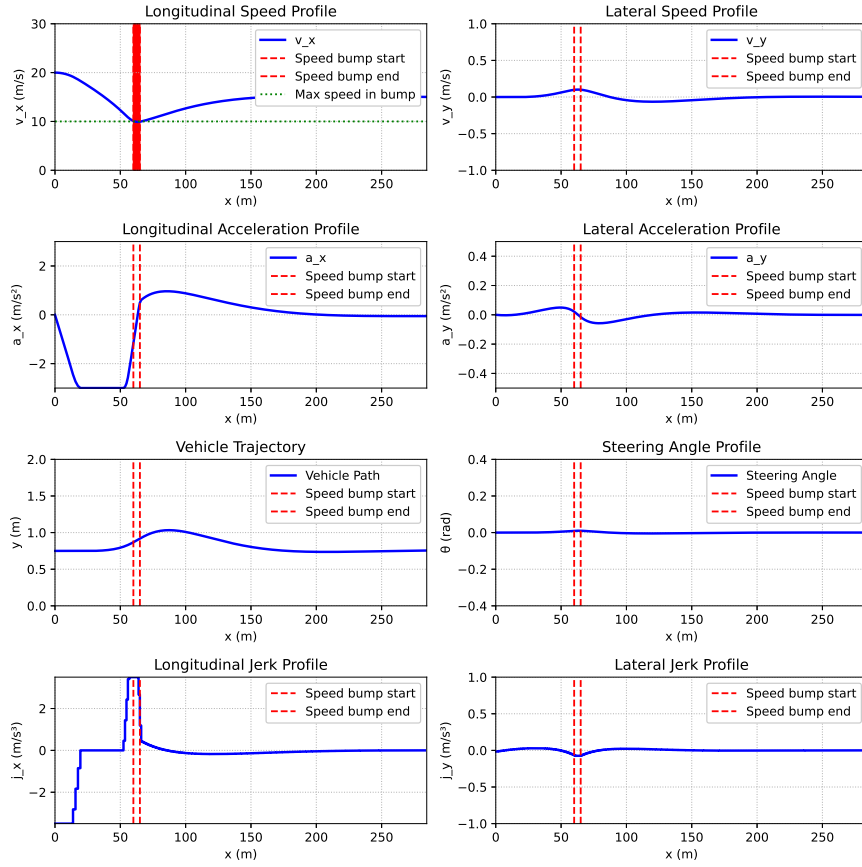 Longitudinal Speed Profile
30
20
10
0
v_x (m/s)
v_x
Speed bump start
Speed bump end
Max speed in bump
0 50 100 150 200 250
x (m)
Lateral Speed Profile
1.0
0.5
0.0
−0.5
−1.0
v_y (m/s)
v_y
Speed bump start
Speed bump end
0 50 100 150 200 250
x (m)
Longitudinal Acceleration Profile
2
0
−2
a_x (m/s²)
a_x
Speed bump start
Speed bump end
0 50 100 150 200 250
x (m)
Lateral Acceleration Profile
0.4
0.2
0.0
−0.2
−0.4
a_y (m/s²)
a_y
Speed bump start
Speed bump end
0 50 100 150 200 250
x (m)
Vehicle Trajectory
2.0
1.5
1.0
0.5
0.0
y (m)
Vehicle Path
Speed bump start
Speed bump end
0 50 100 150 200 250
x (m)
Steering Angle Profile
0.4
0.2
0.0
−0.2
−0.4
θ (rad)
Steering Angle
Speed bump start
Speed bump end
0 50 100 150 200 250
x (m)
Longitudinal Jerk Profile
2
0
−2
j_x (m/s³)
Speed bump start
Speed bump end
0 50 100 150 200 250
x (m)
Lateral Jerk Profile
1.0
0.5
0.0
−0.5
−1.0
j_y (m/s³)
Speed bump start
Speed bump end
0 50 100 150 200 250
x (m)